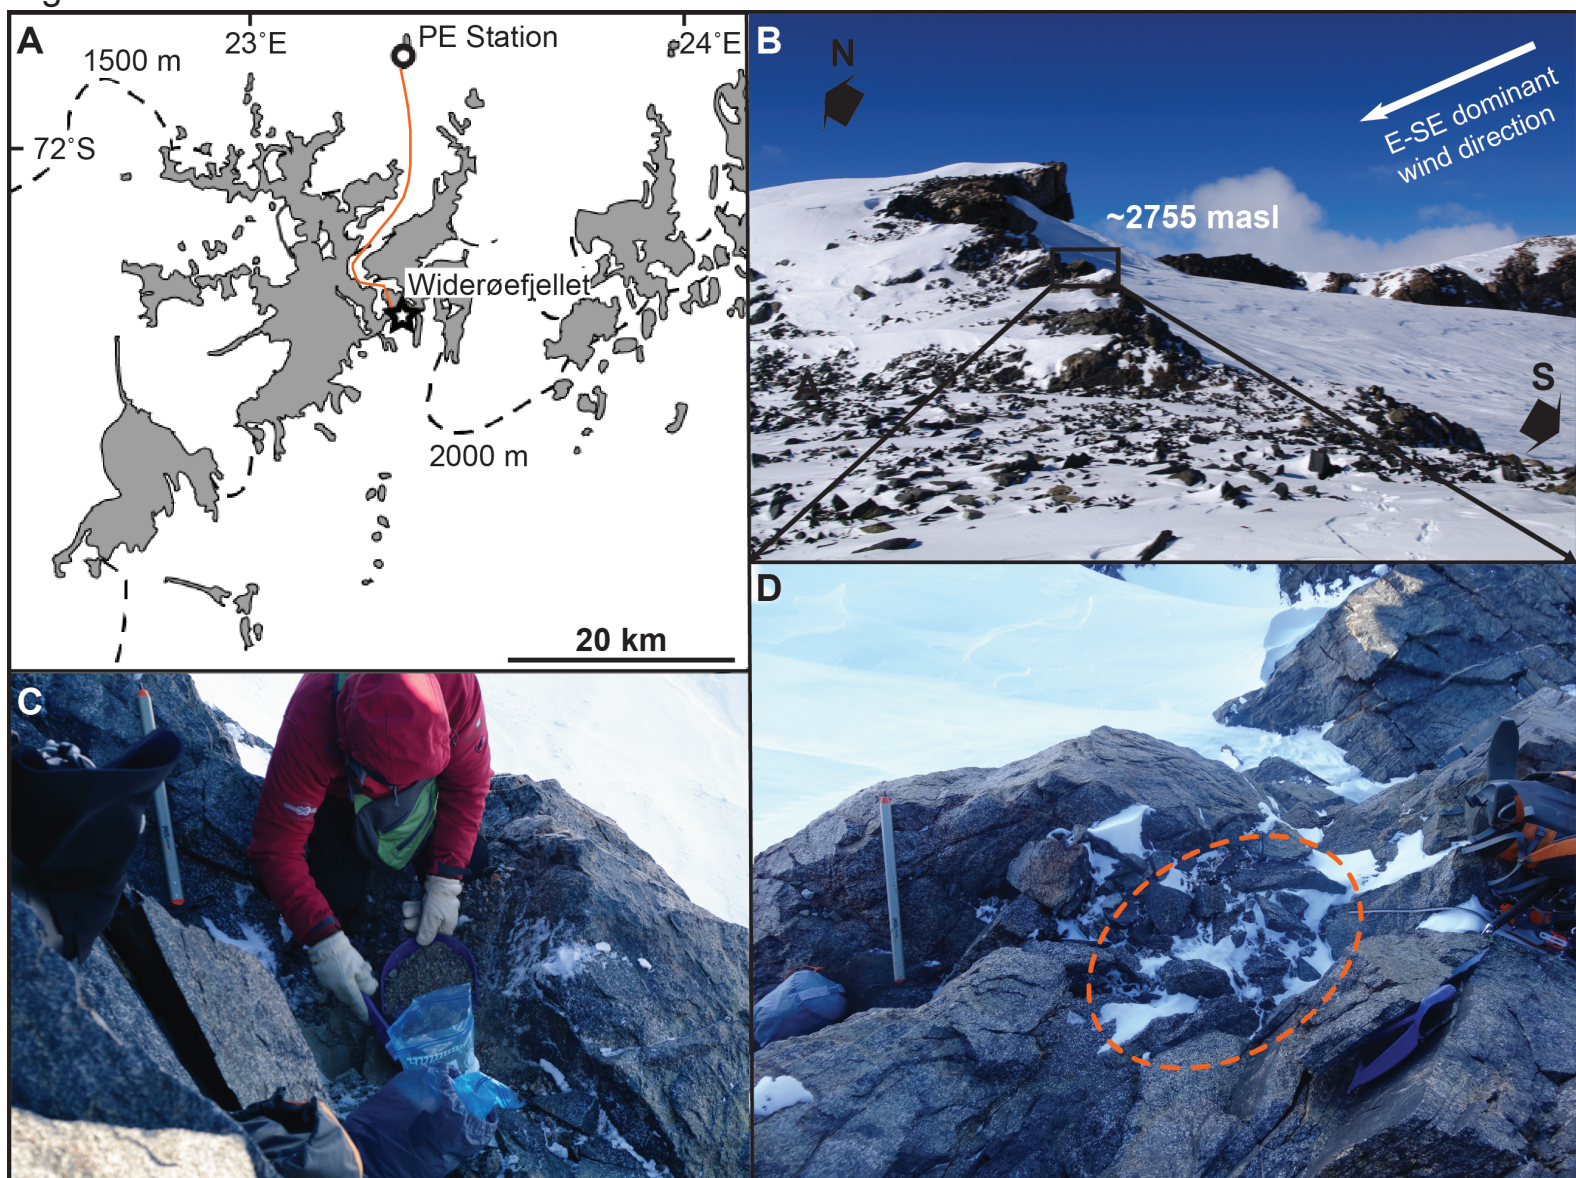 A
23°E
PE Station
24°E
1500 m
72°S
Widerøefjellet
2000 m
20 km
B
N
E-SE dominant
wind direction
~2755 masl
S
C
D